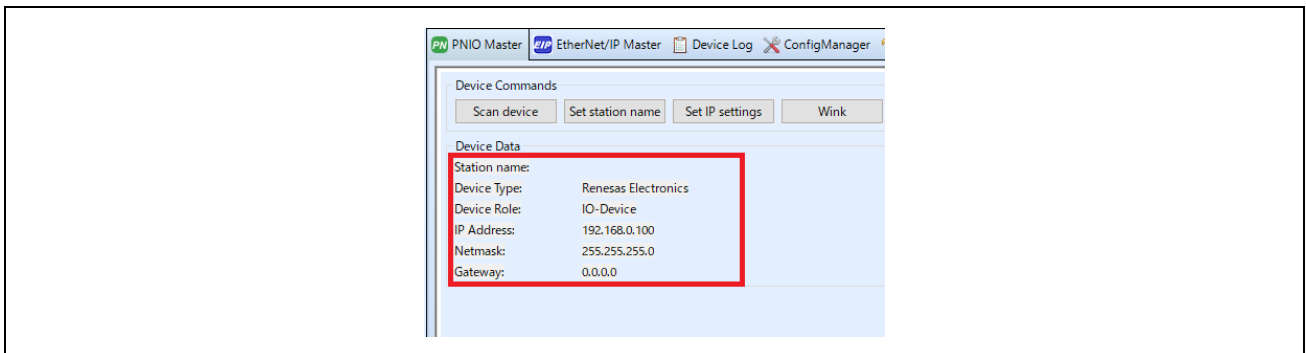 PN PNIO Master EIP EtherNet/IP Master Device Log ConfigManager
Device Commands
Scan device Set station name Set IP settings Wink
Device Data
Station name:
Device Type: Renesas Electronics
Device Role: IO-Device
IP Address: 192.168.0.100
Netmask: 255.255.255.0
Gateway: 0.0.0.0